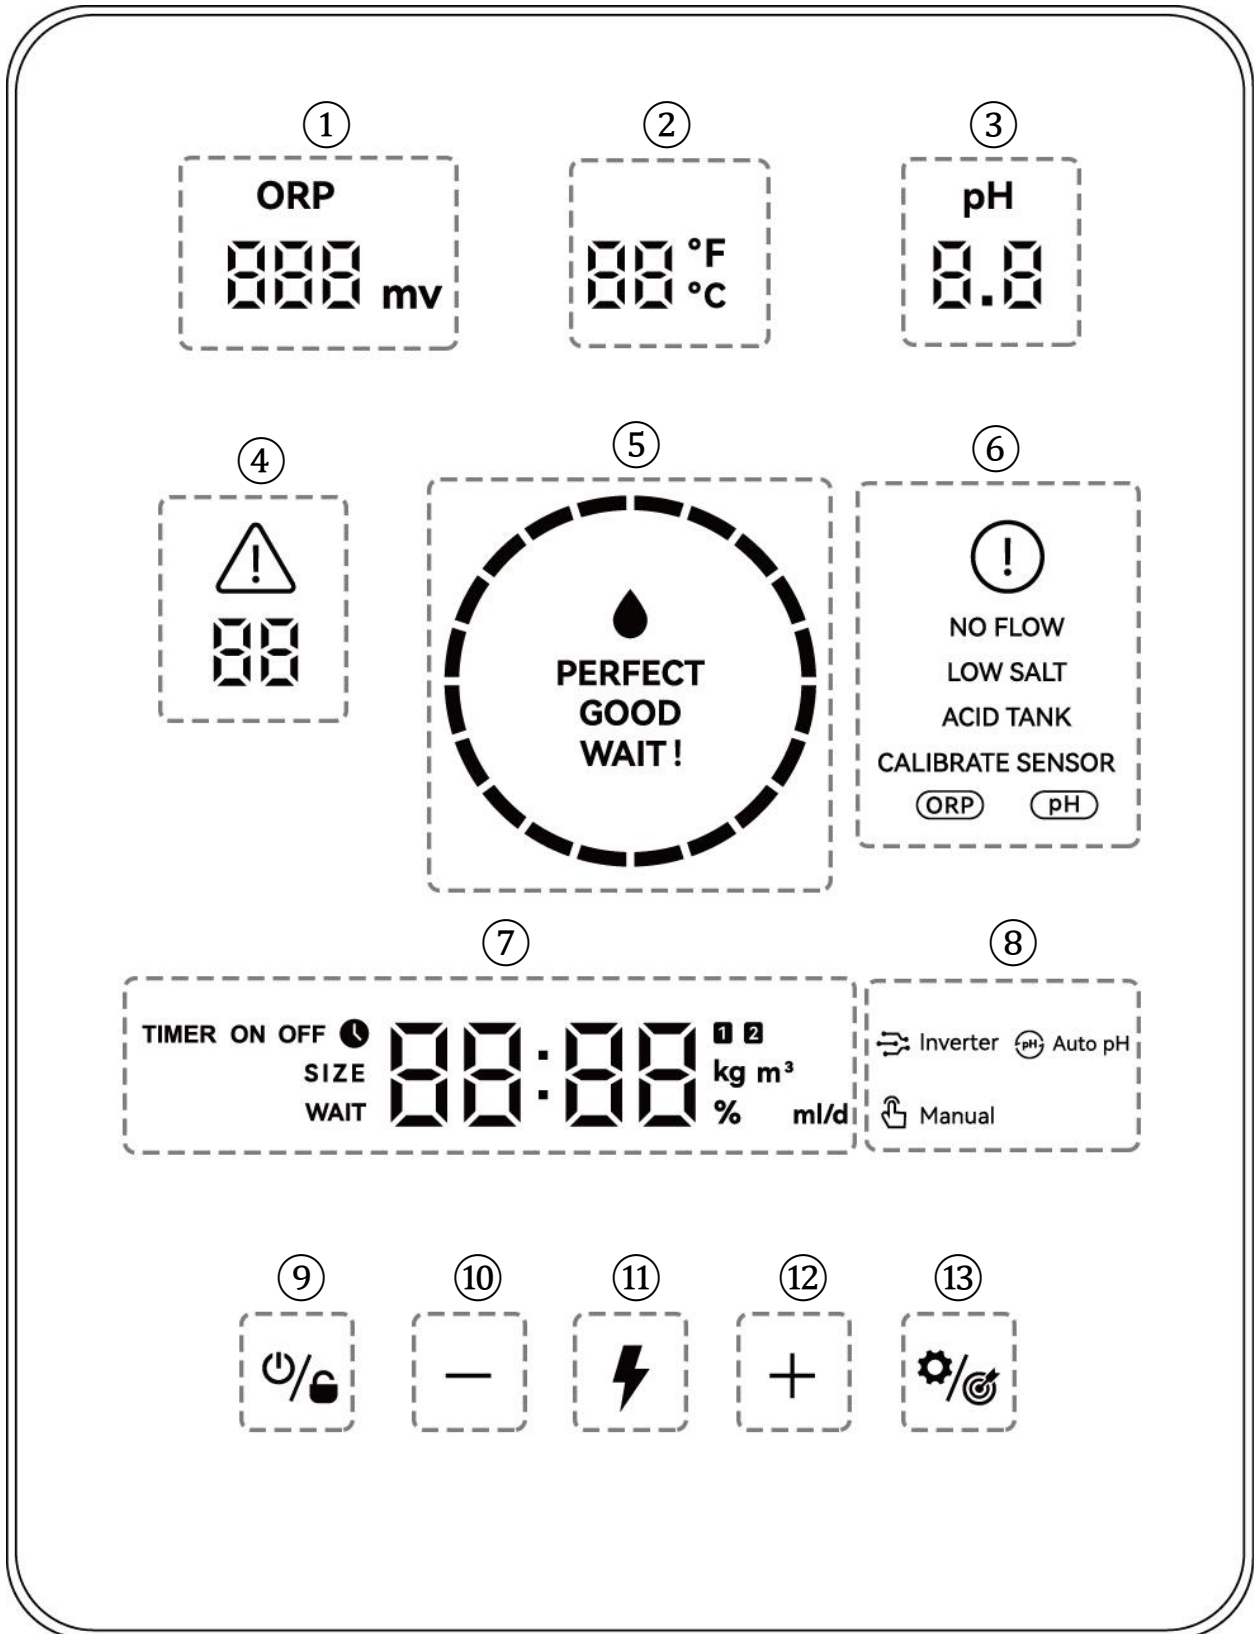 ① ② ③
ORP
888 mv
88 °F
°C
pH
8.8
④ ⑤ ⑥
!
88
PERFECT
GOOD
WAIT !
!
NO FLOW
LOW SALT
ACID TANK
CALIBRATE SENSOR
ORP pH
⑦ ⑧
TIMER ON OFF 88:88 1 2
SIZE kg m³
WAIT % ml/d
Inverter pH Auto pH
Manual
⑨ ⑩ ⑪ ⑫ ⑬